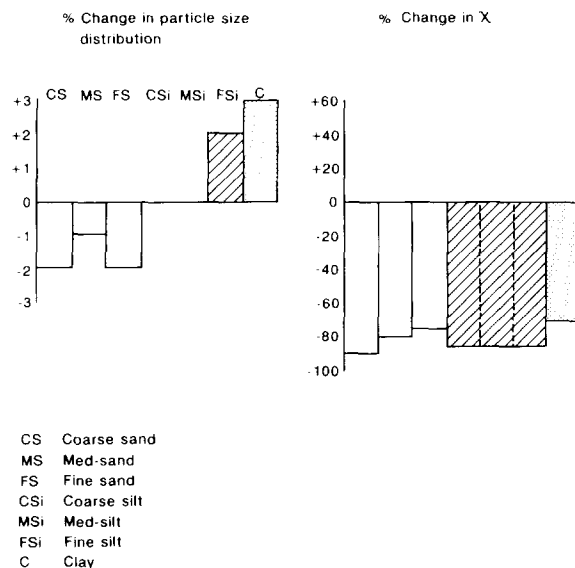 % Change in particle size
distribution
CS MS FS CSi MSi FSi C
+3
+2
+1
0
-1
-2
-3
% Change in χ
+60
+40
+20
0
-20
-40
-60
-80
-100
CS Coarse sand
MS Med-sand
FS Fine sand
CSi Coarse silt
MSi Med-silt
FSi Fine silt
C Clay